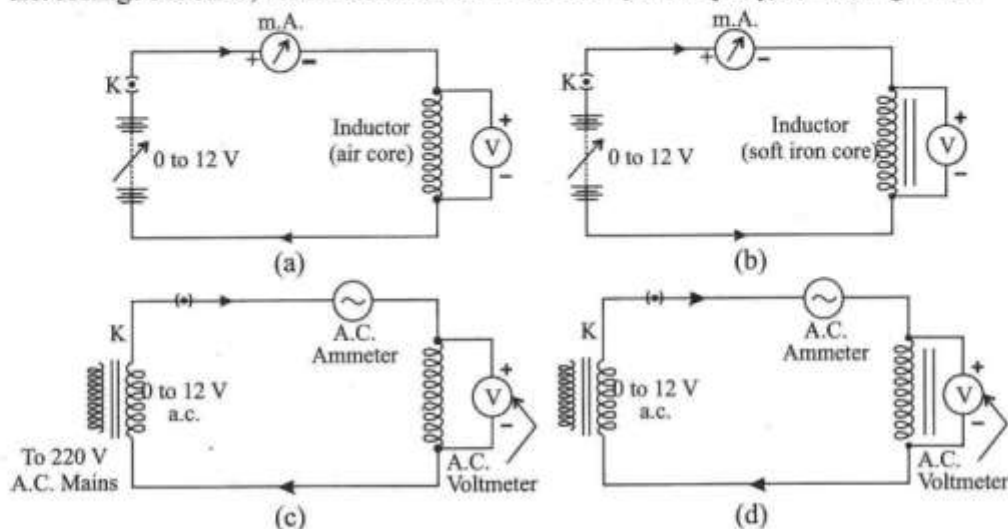 m.A.
+ −
K
0 to 12 V
Inductor
(air core)
+
V
−
(a)
m.A.
+ −
K
0 to 12 V
Inductor
(soft iron core)
+
V
−
(b)
K
A.C.
Ammeter
0 to 12 V
a.c.
+
V
−
To 220 V
A.C. Mains
A.C.
Voltmeter
(c)
K
A.C.
Ammeter
0 to 12 V
a.c.
+
V
−
A.C.
Voltmeter
(d)